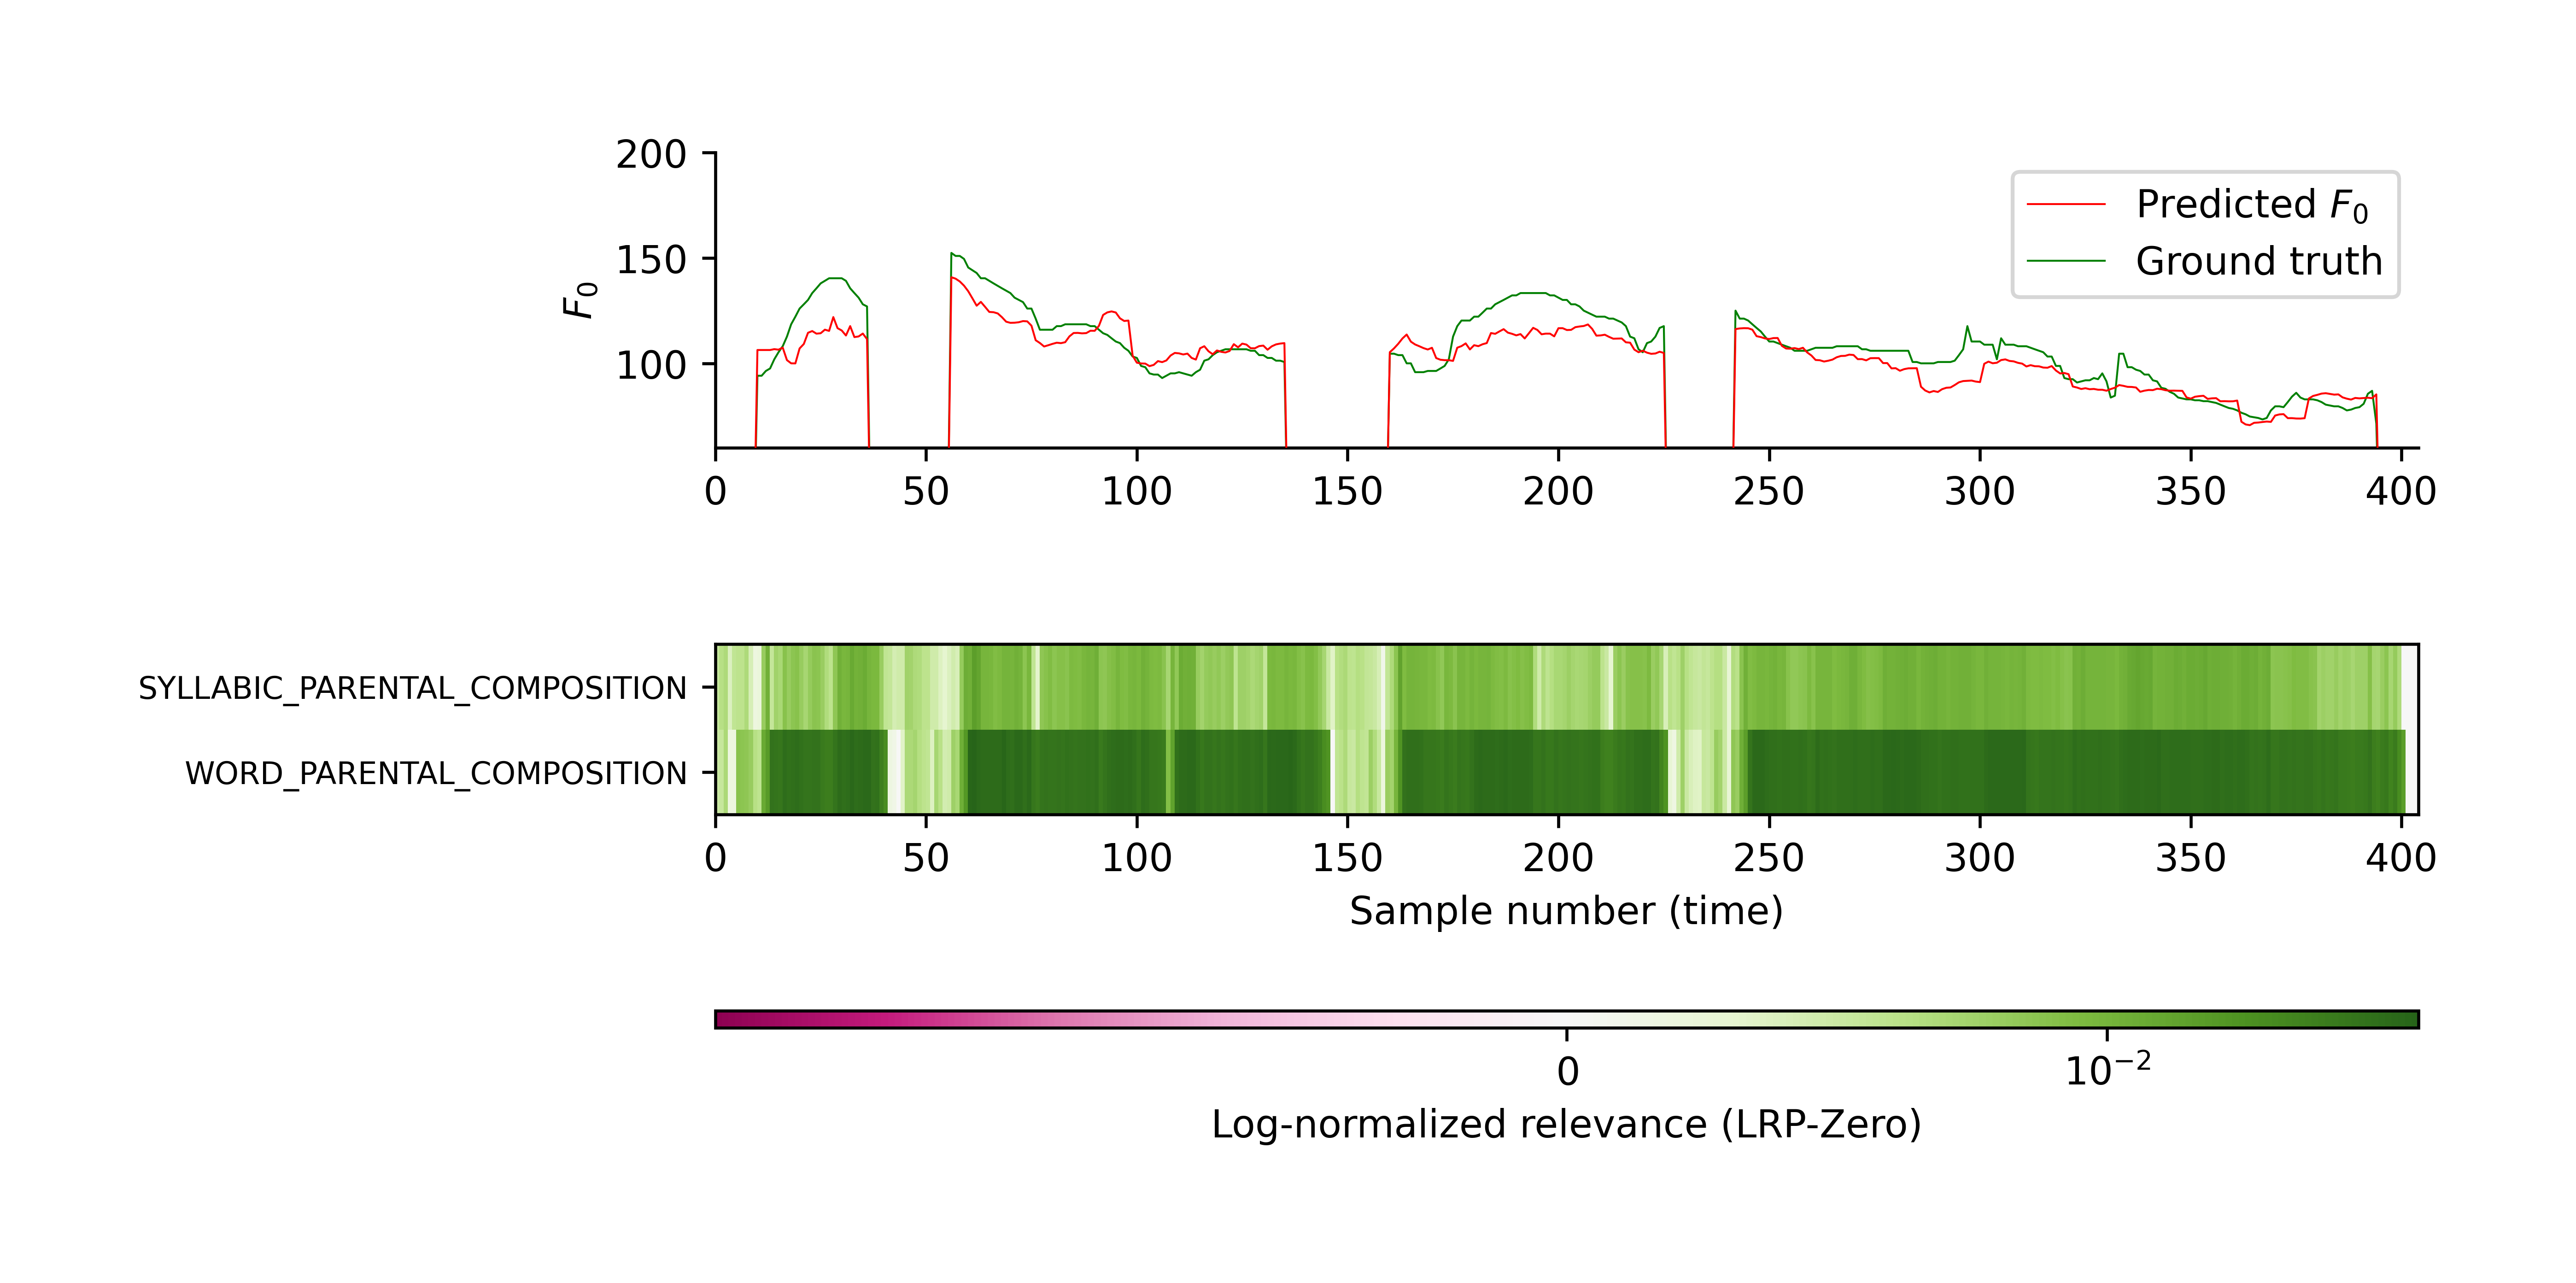 200
150
100
F₀
Predicted F₀
Ground truth
0 50 100 150 200 250 300 350 400
SYLLABIC_PARENTAL_COMPOSITION
WORD_PARENTAL_COMPOSITION
0 50 100 150 200 250 300 350 400
Sample number (time)
0 10⁻²
Log-normalized relevance (LRP-Zero)